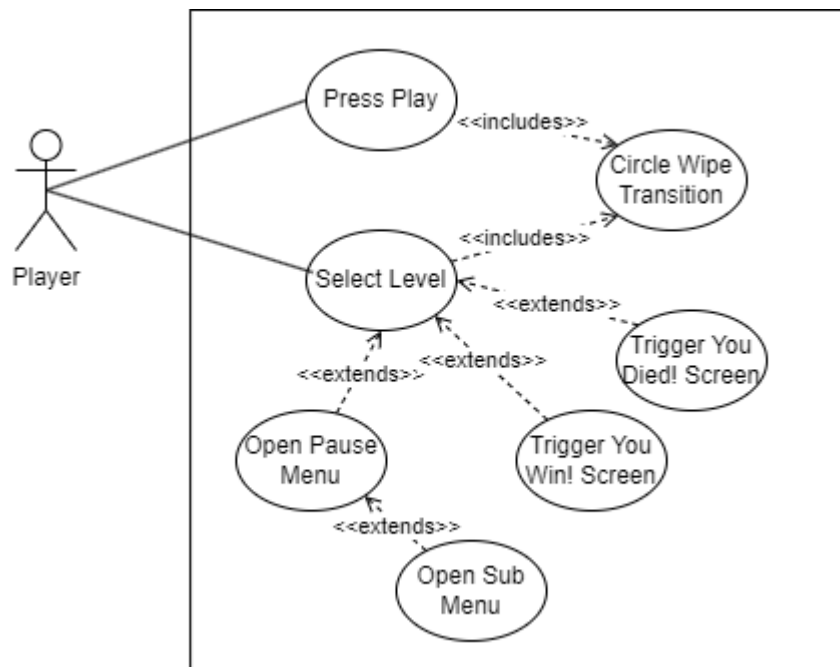 Press Play
<<includes>>
Circle Wipe
Transition
Player
<<includes>>
Select Level
<<extends>>
Trigger You
Died! Screen
<<extends>>
<<extends>>
Open Pause
Menu
Trigger You
Win! Screen
<<extends>>
Open Sub
Menu